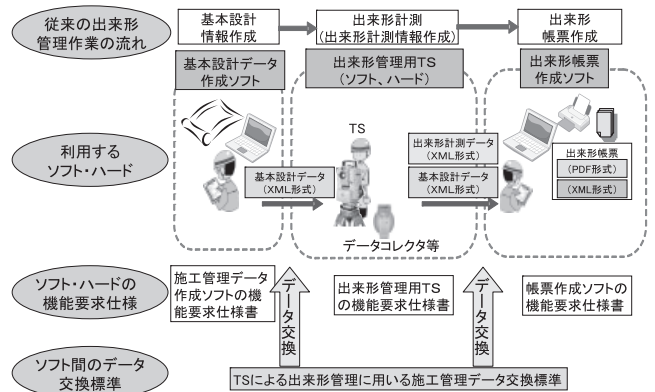 従来の出来形
管理作業の流れ
基本設計
情報作成
出来形計測
(出来形計測情報作成)
出来形
帳票作成
基本設計データ
作成ソフト
出来形管理用TS
(ソフト、ハード)
出来形帳票
作成ソフト
利用する
ソフト・ハード
TS
基本設計データ
(XML形式)
データコレクタ等
出来形計測データ
(XML形式)
基本設計データ
(XML形式)
出来形帳票
(PDF形式)
(XML形式)
ソフト・ハードの
機能要求仕様
施工管理データ
作成ソフトの機
能要求仕様書
データ交換
出来形管理用TS
の機能要求仕様書
データ交換
帳票作成ソフトの
機能要求仕様書
ソフト間のデータ
交換標準
TSによる出来形管理に用いる施工管理データ交換標準